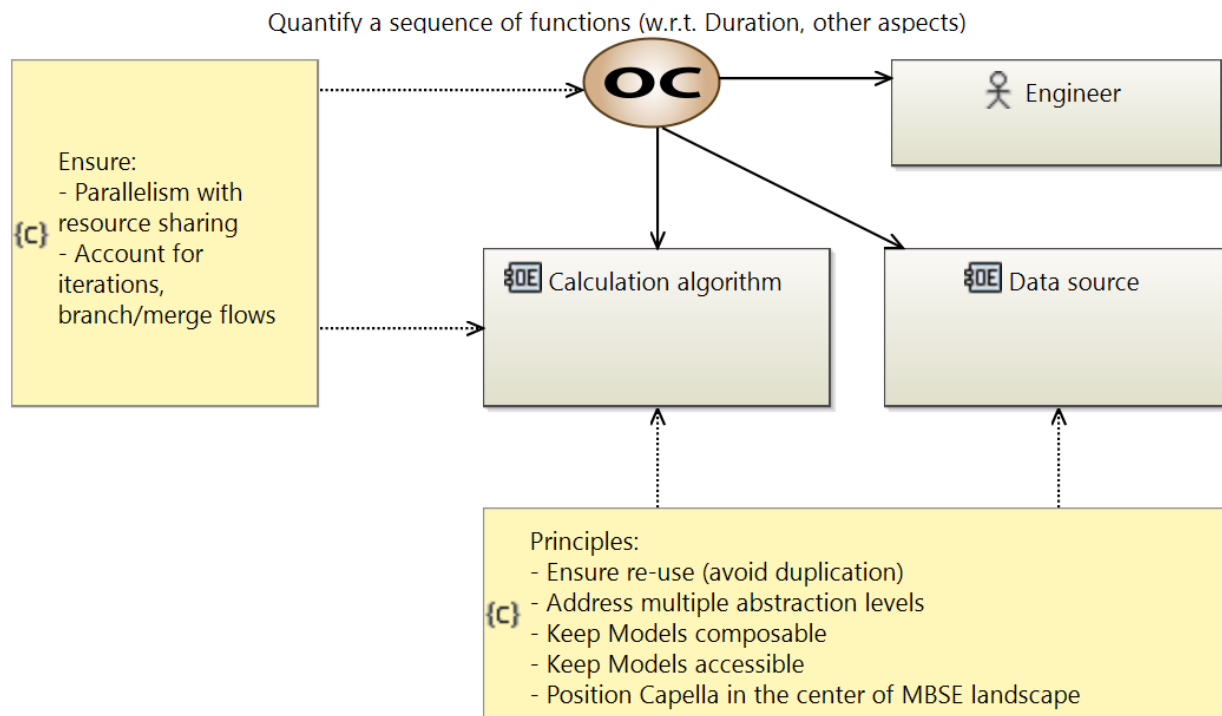 Quantify a sequence of functions (w.r.t. Duration, other aspects)
OC
Engineer
Ensure:
- Parallelism with
resource sharing
- Account for
iterations,
branch/merge flows
{c}
OE Calculation algorithm
OE Data source
Principles:
- Ensure re-use (avoid duplication)
- Address multiple abstraction levels
{c}
- Keep Models composable
- Keep Models accessible
- Position Capella in the center of MBSE landscape